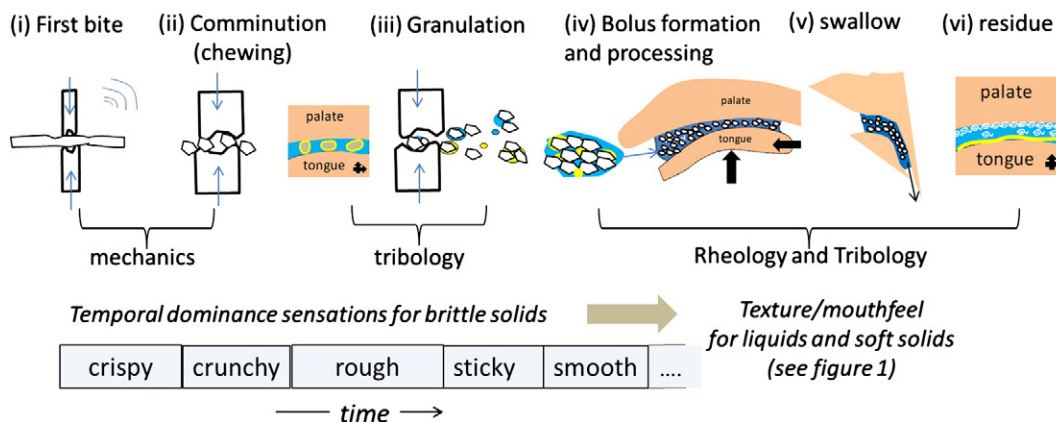 (i) First bite
(ii) Comminution
(chewing)
(iii) Granulation
(iv) Bolus formation
and processing
(v) swallow
(vi) residue
palate
tongue
palate
tongue
palate
tongue
mechanics
tribology
Rheology and Tribology
Temporal dominance sensations for brittle solids
Texture/mouthfeel
for liquids and soft solids
(see figure 1)
crispy
crunchy
rough
sticky
smooth
....
time